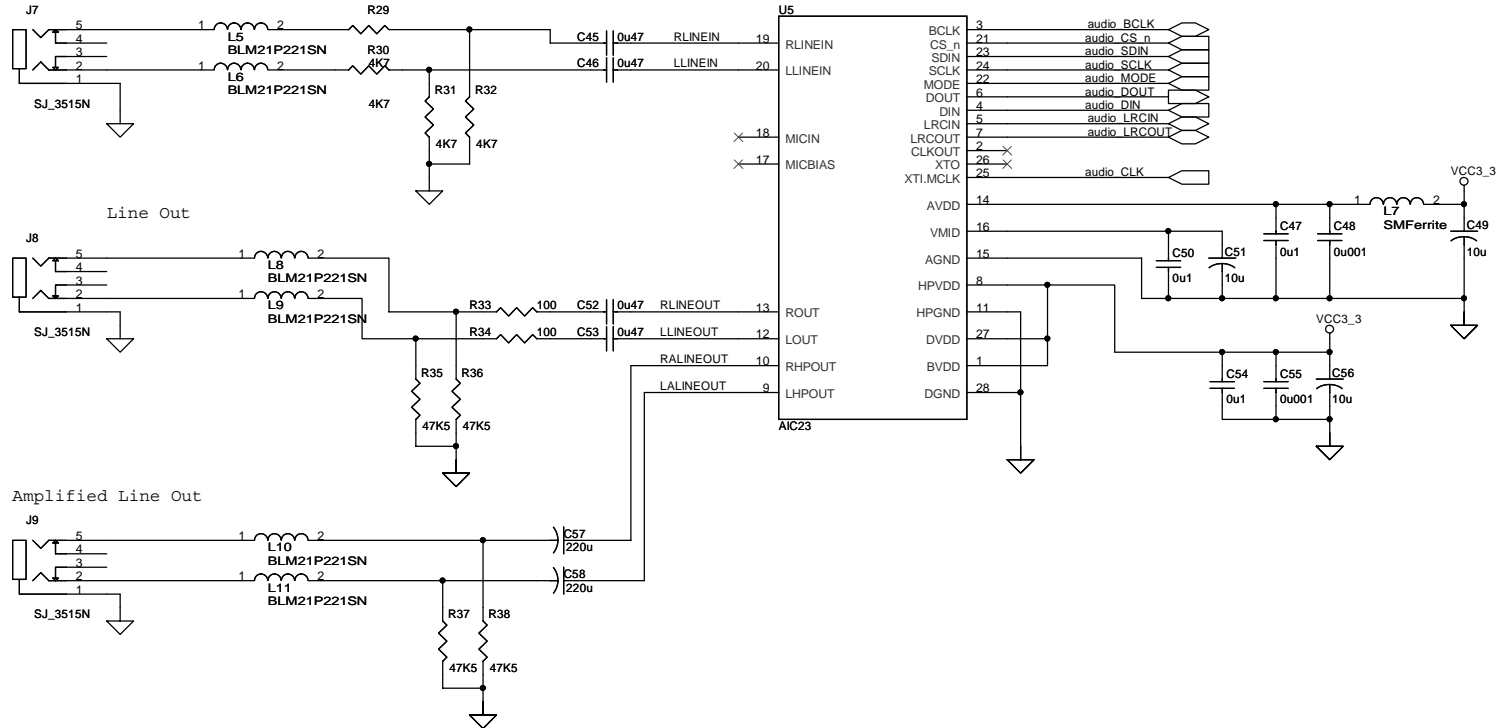 J7
5
4
3
2
1
SJ_3515N
1 2
L5
BLM21P221SN
1 2
L6
BLM21P221SN
R29
R30
4K7
4K7
R31
4K7
R32
4K7
C45 0u47 RLINEIN
C46 0u47 LLINEIN
Line Out
J8
5
4
3
2
1
SJ_3515N
1 2
L8
BLM21P221SN
1 2
L9
BLM21P221SN
R33 100 C52 0u47 RLINEOUT
R34 100 C53 0u47 LLINEOUT
RALINEOUT
LALINEOUT
R35
47K5
R36
47K5
Amplified Line Out
J9
5
4
3
2
1
SJ_3515N
1 2
L10
BLM21P221SN
1 2
L11
BLM21P221SN
C57
220u
C58
220u
R37
47K5
R38
47K5
U5
19 RLINEIN
20 LLINEIN
18 MICIN
17 MICBIAS
13 ROUT
12 LOUT
10 RHPOUT
9 LHPOUT
AIC23
BCLK 3 audio_BCLK
CS_n 21 audio_CS_n
SDIN 23 audio_SDIN
SCLK 24 audio_SCLK
MODE 22 audio_MODE
DOUT 6 audio_DOUT
DIN 4 audio_DIN
LRCIN 5 audio_LRCIN
LRCOUT 7 audio_LRCOUT
CLKOUT 2
XTO 26
XTI.MCLK 25 audio_CLK
AVDD 14
VMID 16
AGND 15
HPVDD 8
HPGND 11
DVDD 27
BVDD 1
DGND 28
VCC3_3
1 2
L7
SMFerrite
C47
0u1
C48
0u001
C49
10u
C50
0u1
C51
10u
VCC3_3
C54
0u1
C55
0u001
C56
10u